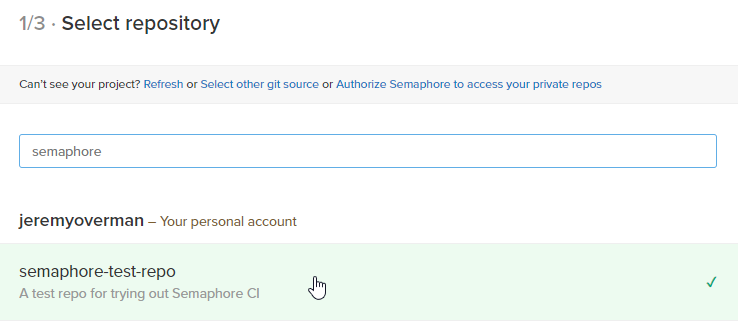 1/3 · Select repository
Can't see your project? Refresh or Select other git source or Authorize Semaphore to access your private repos
semaphore
jeremyoverman – Your personal account
semaphore-test-repo
A test repo for trying out Semaphore CI